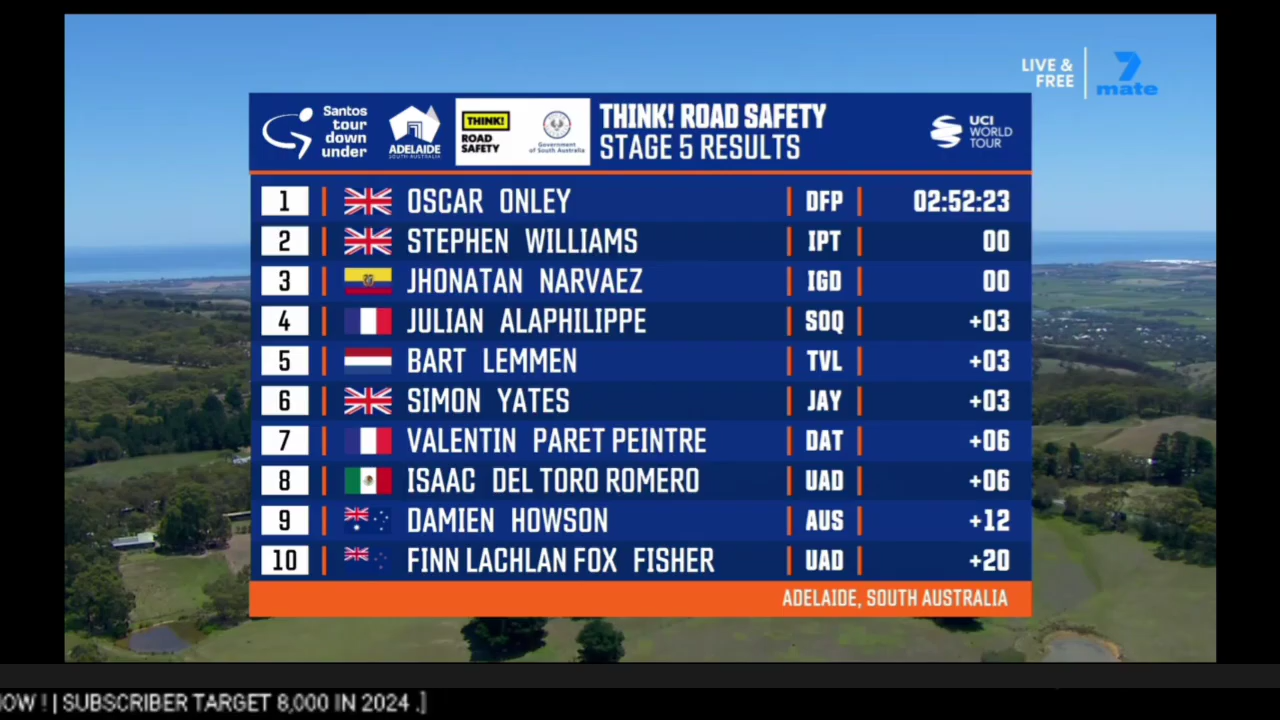 LIVE &
FREE
7
mate
Santos
tour
down
under
ADELAIDE
SOUTH AUSTRALIA
THINK!
ROAD
SAFETY
Government
of South Australia
THINK! ROAD SAFETY
STAGE 5 RESULTS
UCI
WORLD
TOUR
1 OSCAR ONLEY DFP 02:52:23
2 STEPHEN WILLIAMS IPT 00
3 JHONATAN NARVAEZ IGD 00
4 JULIAN ALAPHILIPPE SOQ +03
5 BART LEMMEN TVL +03
6 SIMON YATES JAY +03
7 VALENTIN PARET PEINTRE DAT +06
8 ISAAC DEL TORO ROMERO UAD +06
9 DAMIEN HOWSON AUS +12
10 FINN LACHLAN FOX FISHER UAD +20
ADELAIDE, SOUTH AUSTRALIA
OW ! | SUBSCRIBER TARGET 8,000 IN 2024 .]